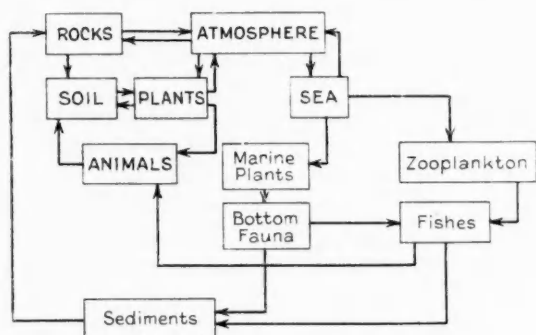 ROCKS
ATMOSPHERE
SOIL
PLANTS
SEA
ANIMALS
Marine
Plants
Zooplankton
Bottom
Fauna
Fishes
Sediments